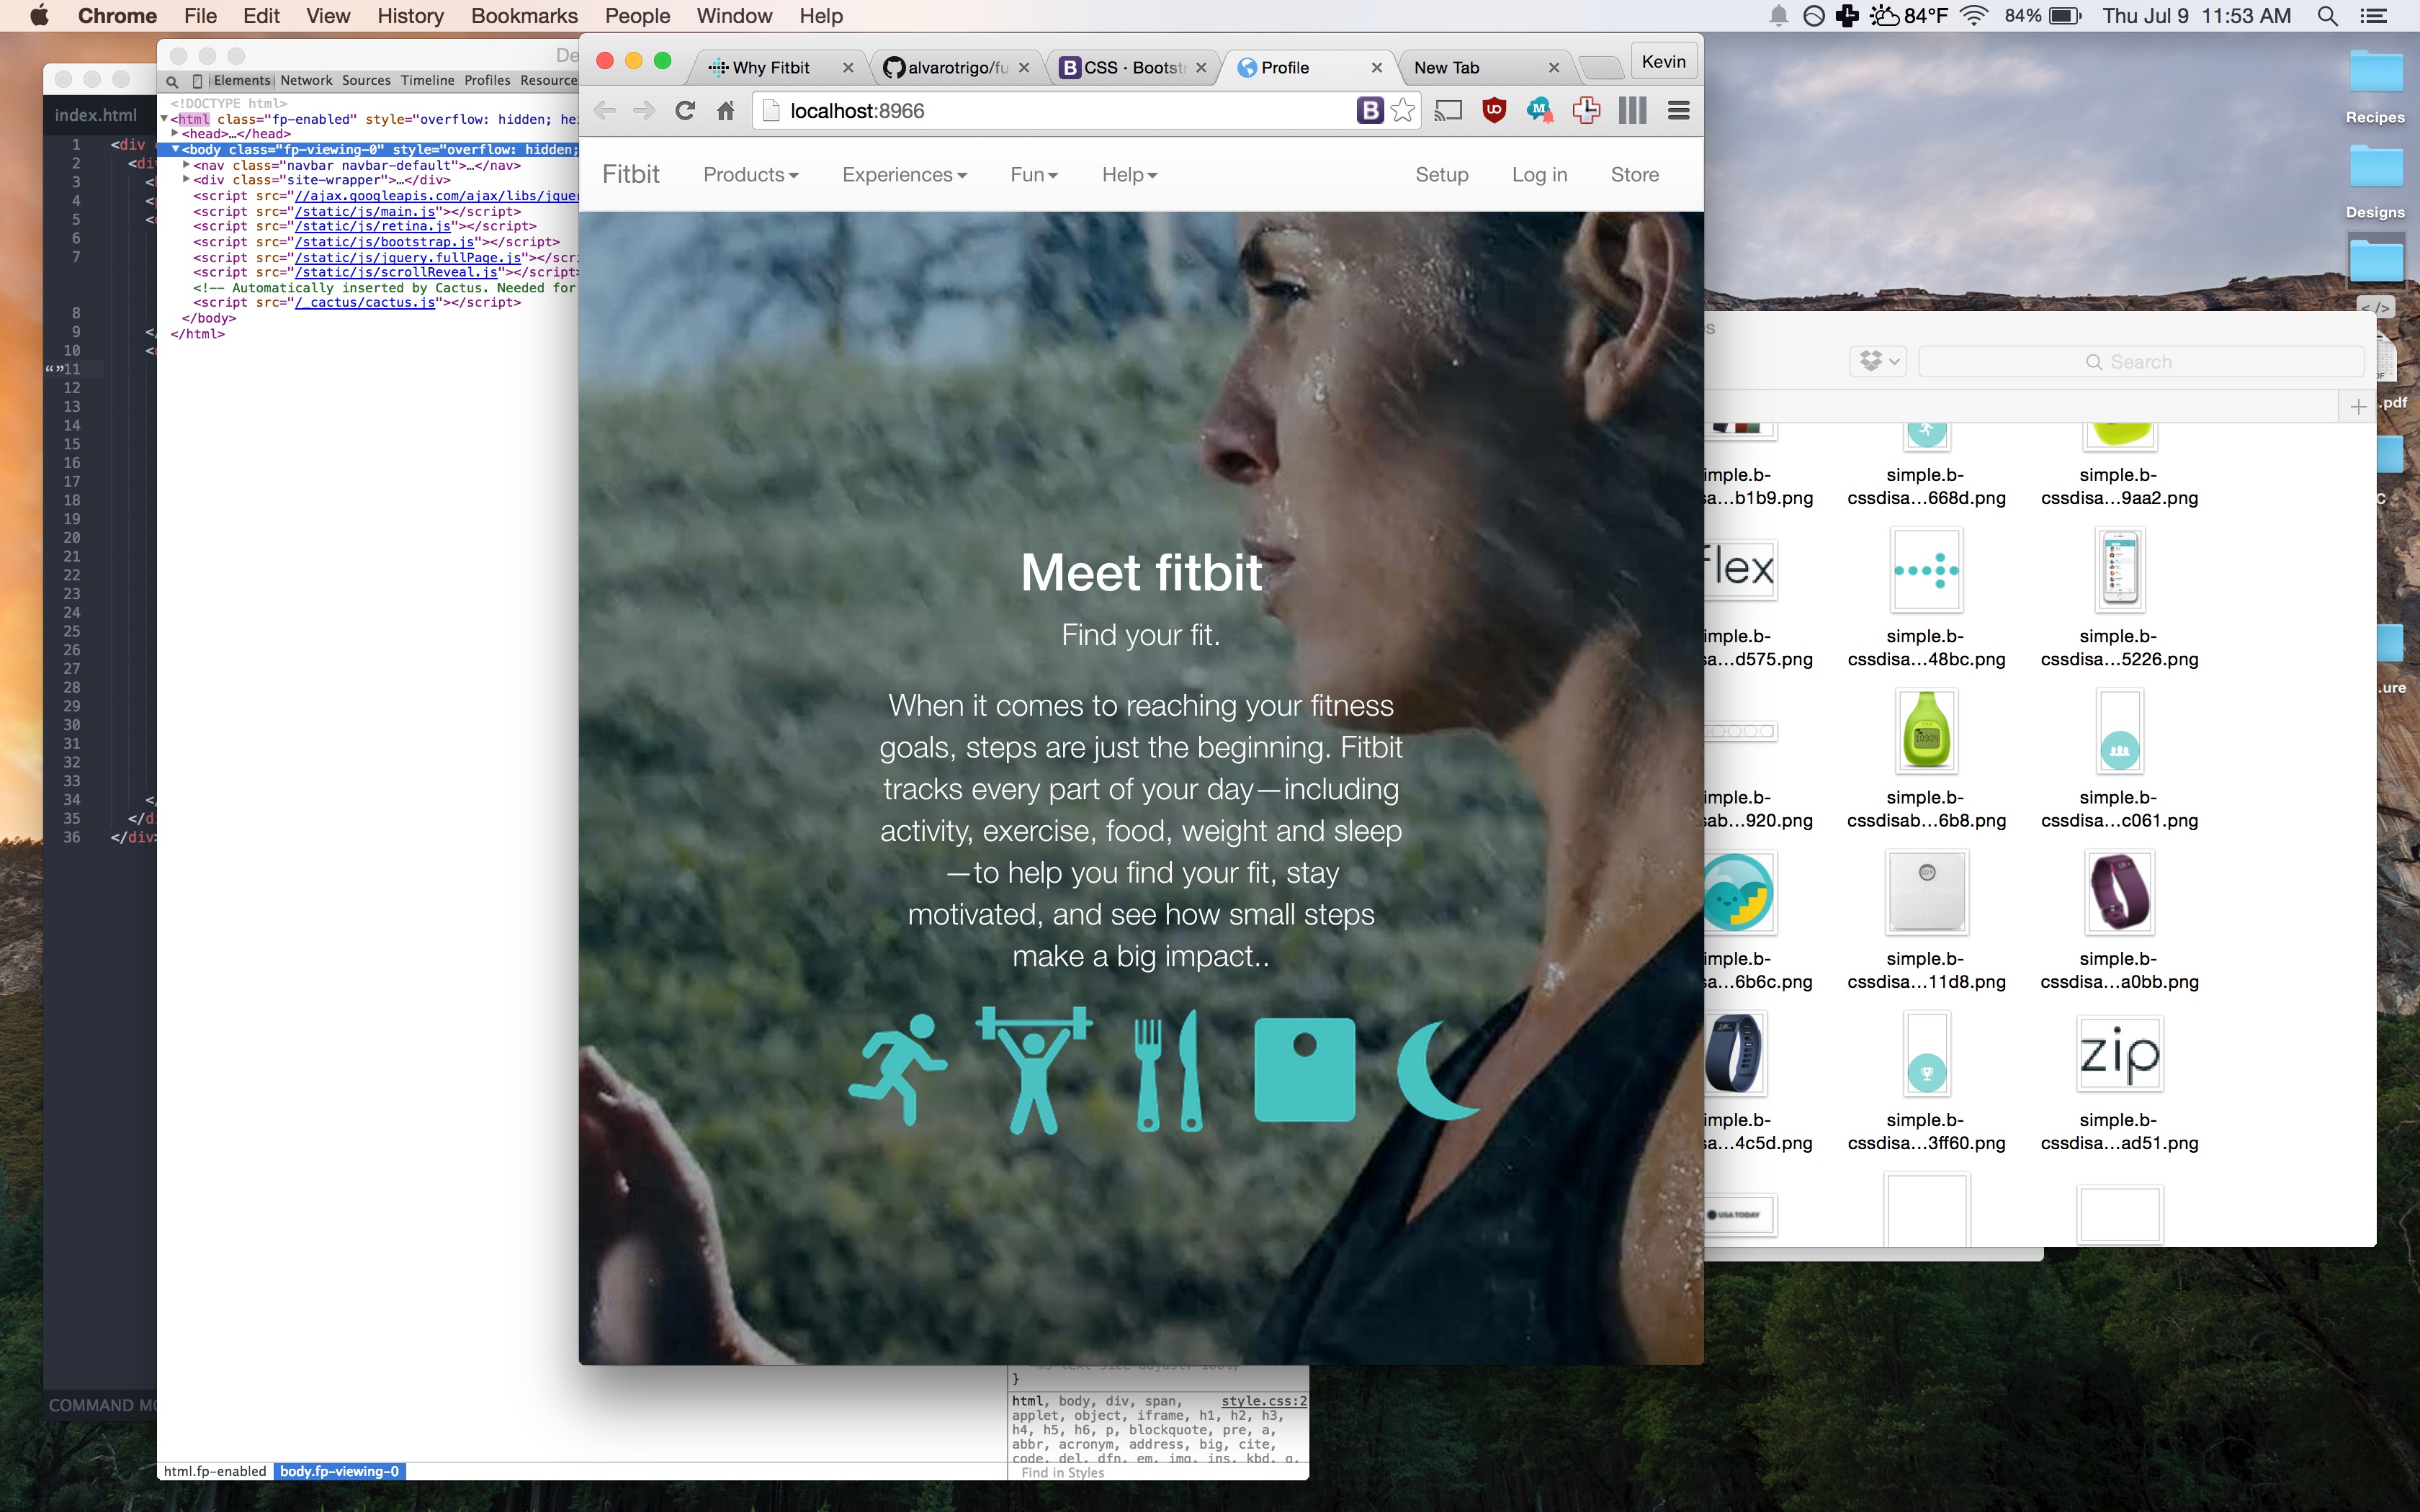 Chrome File Edit View History Bookmarks People Window Help 84°F 84% Thu Jul 9 11:53 AM
Recipes
Designs
.pdf
.ure
index.html
1 <div
2 <di
3 <
4 <
5 <
6
7
8
9 </
10 <
“”11
12
13
14
15
16
17
18
19
20
21
22
23
24
25
26
27
28
29
30
31
32
33
34 </
35 </d
36 </div
COMMAND MO
De
Elements Network Sources Timeline Profiles Resource
<!DOCTYPE html>
<html class="fp-enabled" style="overflow: hidden; hei
<head>…</head>
<body class="fp-viewing-0" style="overflow: hidden;
<nav class="navbar navbar-default">…</nav>
<div class="site-wrapper">…</div>
<script src="//ajax.googleapis.com/ajax/libs/jque
<script src="/static/js/main.js"></script>
<script src="/static/js/retina.js"></script>
<script src="/static/js/bootstrap.js"></script>
<script src="/static/js/jquery.fullPage.js"></scri
<script src="/static/js/scrollReveal.js"></script>
<!-- Automatically inserted by Cactus. Needed for
<script src="/_cactus/cactus.js"></script>
</body>
</html>
}
html, body, div, span, style.css:2
applet, object, iframe, h1, h2, h3,
h4, h5, h6, p, blockquote, pre, a,
abbr, acronym, address, big, cite,
code, del, dfn, em, img, ins, kbd, q,
Find in Styles
html.fp-enabled body.fp-viewing-0
Why Fitbit alvarotrigo/fu CSS · Bootst Profile New Tab Kevin
localhost:8966
Fitbit Products Experiences Fun Help Setup Log in Store
Meet fitbit
Find your fit.
When it comes to reaching your fitness
goals, steps are just the beginning. Fitbit
tracks every part of your day—including
activity, exercise, food, weight and sleep
—to help you find your fit, stay
motivated, and see how small steps
make a big impact..
s
Search
imple.b- simple.b- simple.b-
sa…b1b9.png cssdisa…668d.png cssdisa…9aa2.png
flex
imple.b- simple.b- simple.b-
sa…d575.png cssdisa…48bc.png cssdisa…5226.png
imple.b- simple.b- simple.b-
sab…920.png cssdisab…6b8.png cssdisa…c061.png
imple.b- simple.b- simple.b-
sa…6b6c.png cssdisa…11d8.png cssdisa…a0bb.png
zip
imple.b- simple.b- simple.b-
sa…4c5d.png cssdisa…3ff60.png cssdisa…ad51.png
USA TODAY